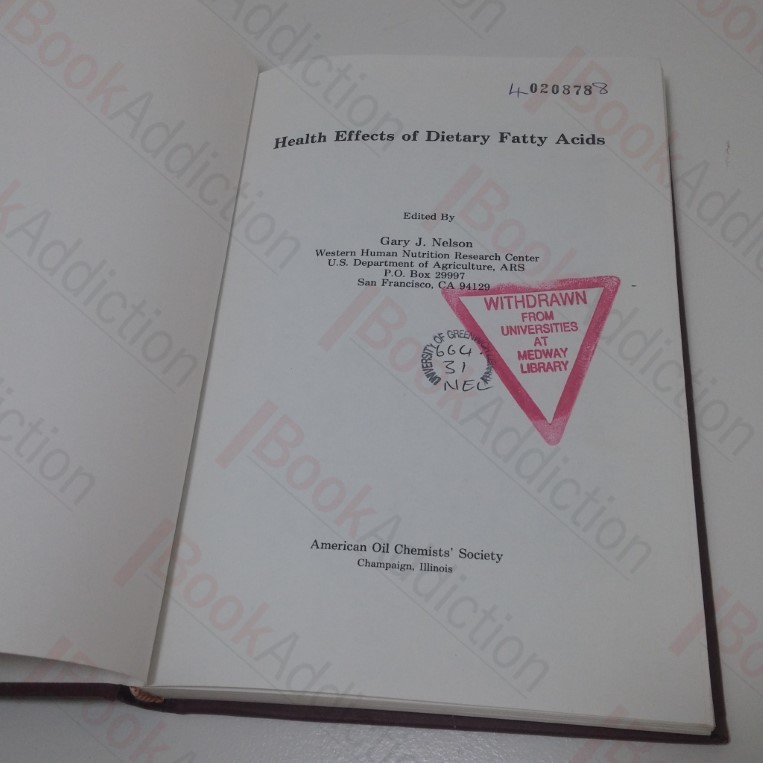 40208788
Health Effects of Dietary Fatty Acids
Edited By
Gary J. Nelson
Western Human Nutrition Research Center
U.S. Department of Agriculture, ARS
P.O. Box 29997
San Francisco, CA 94129
WITHDRAWN
FROM
UNIVERSITIES
AT
MEDWAY
LIBRARY
UNIVERSITY OF
664.
31
NEL
American Oil Chemists' Society
Champaign, Illinois
BookAddiction